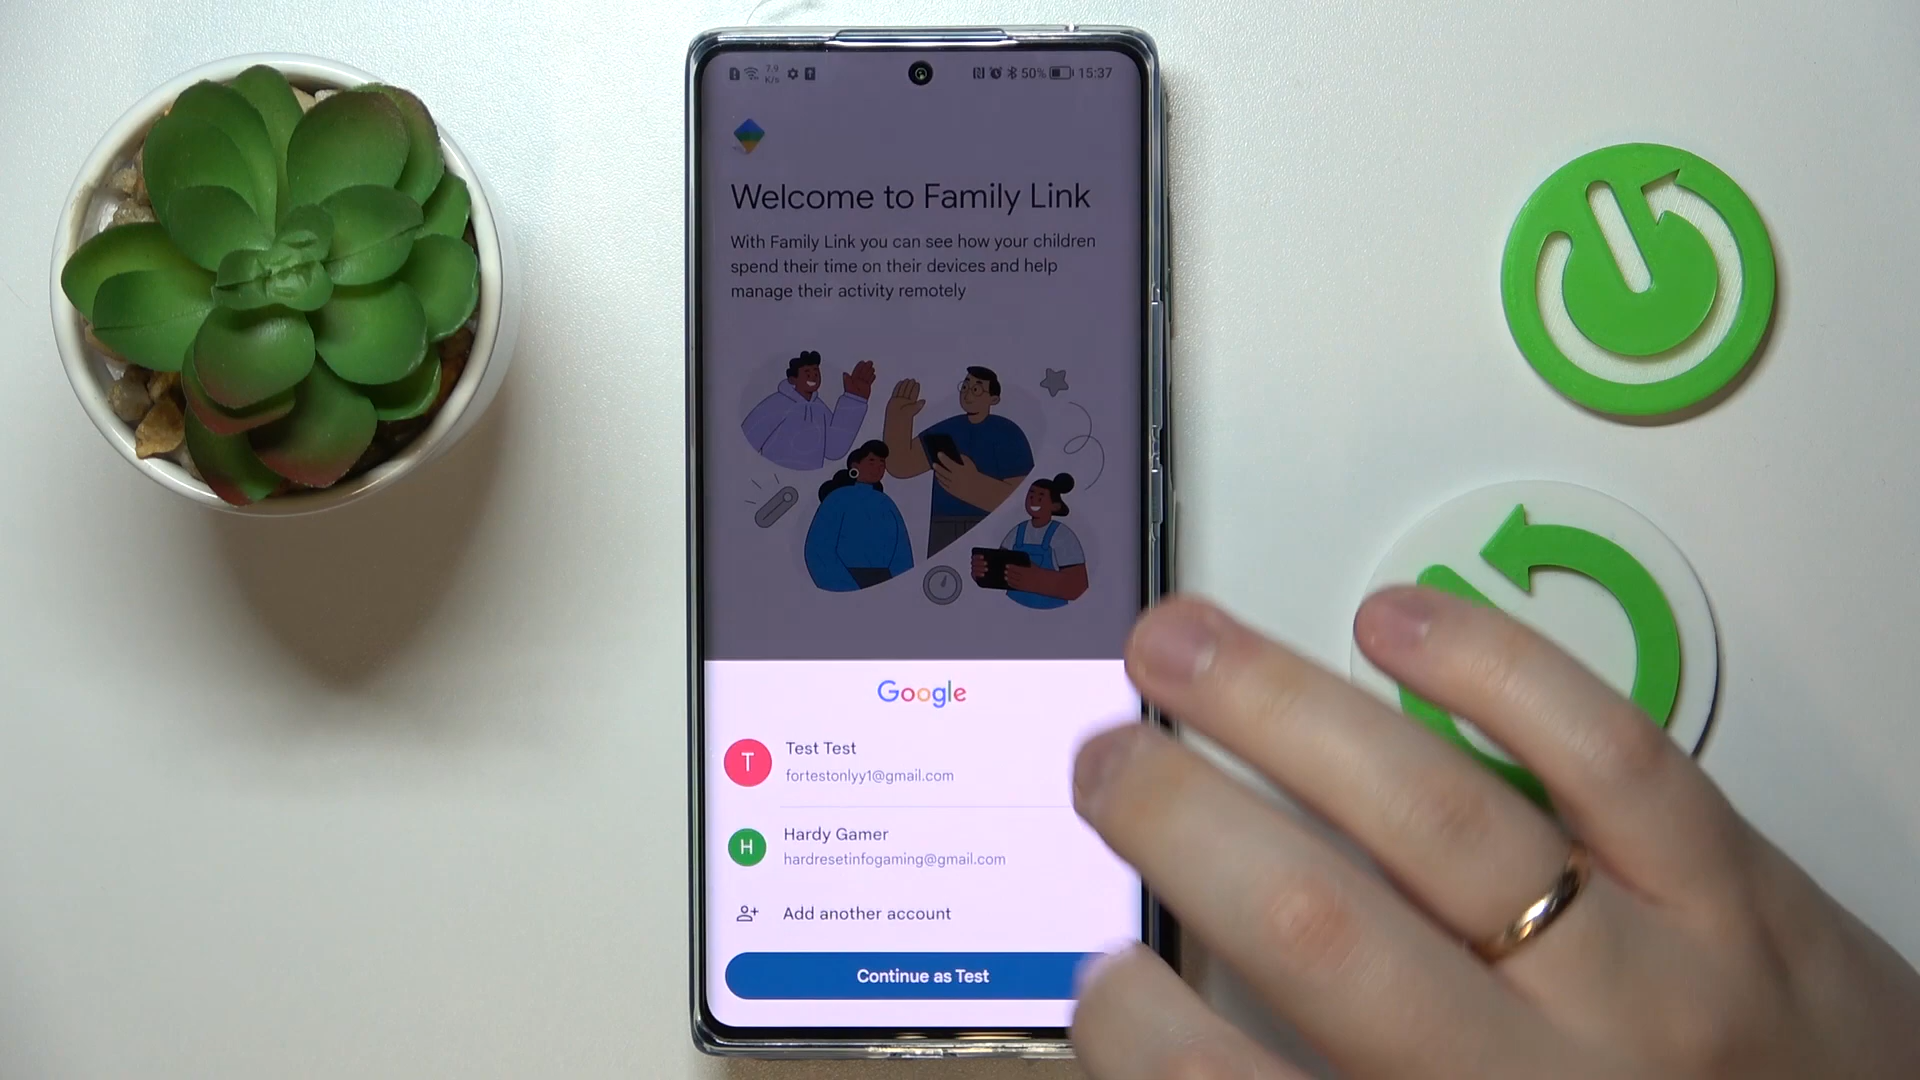 7.9
K/s
50%
15:37
Welcome to Family Link
With Family Link you can see how your children
spend their time on their devices and help
manage their activity remotely
Google
T
Test Test
fortestonlyy1@gmail.com
H
Hardy Gamer
hardresetinfogaming@gmail.com
Add another account
Continue as Test